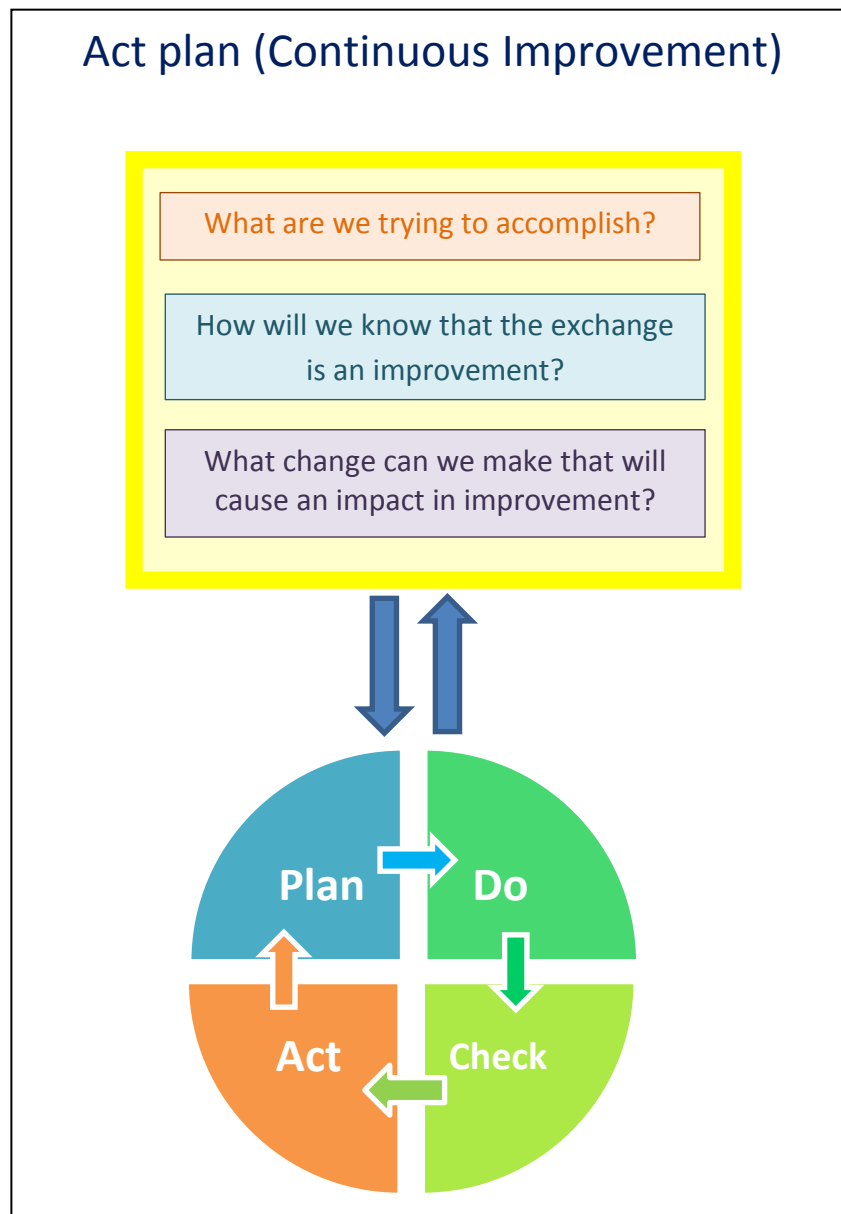 Act plan (Continuous Improvement)
What are we trying to accomplish?
How will we know that the exchange
is an improvement?
What change can we make that will
cause an impact in improvement?
Plan
Do
Act
Check